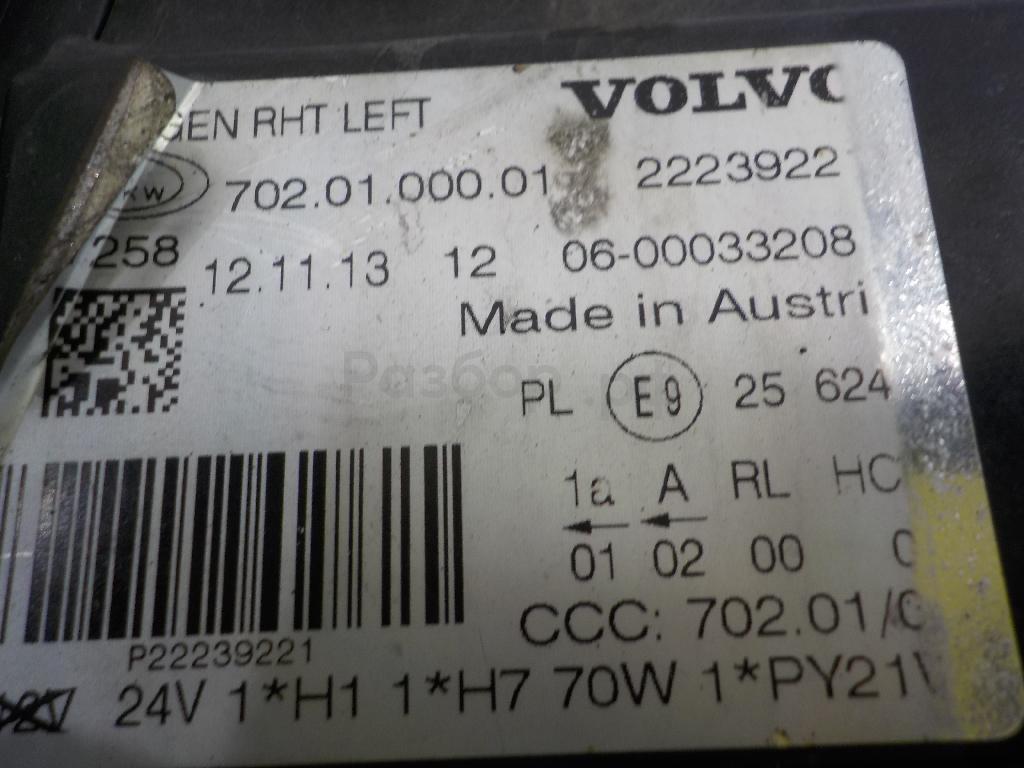 GEN RHT LEFT
VOLVO
702.01.000.01
2223922
258
12.11.13 12 06-00033208
Made in Austri
PL E9 25 624
1a A RL HC
01 02 00
CCC: 702.01/
P22239221
24V 1*H1 1*H7 70W 1*PY21